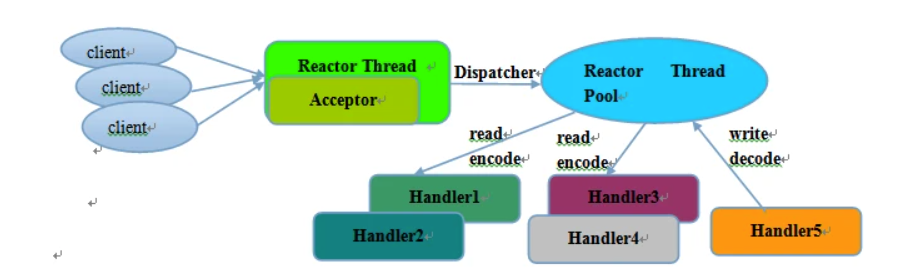 client
client
client
Reactor Thread
Acceptor
Dispatcher
Reactor Thread
Pool
read
encode
read
encode
write
decode
Handler1
Handler2
Handler3
Handler4
Handler5